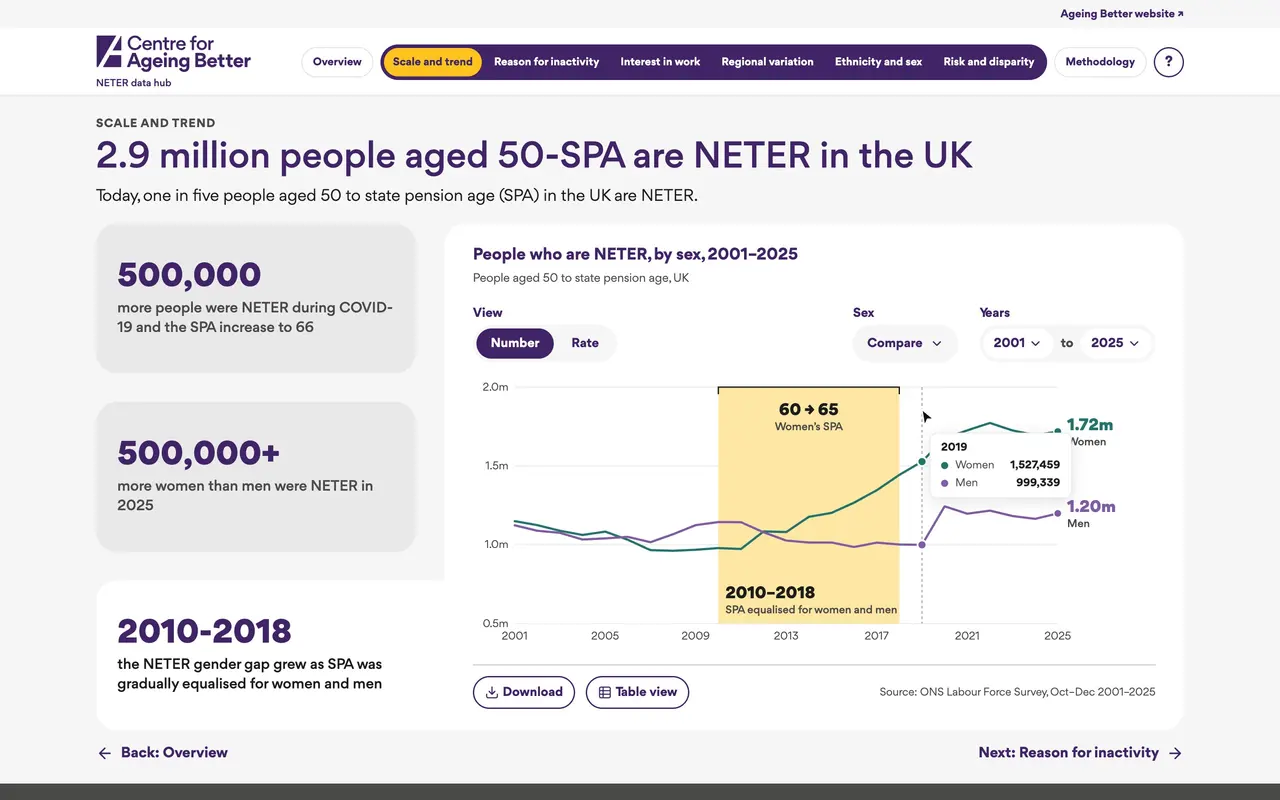 Ageing Better website ↗
Centre for
Ageing Better
NETER data hub
Overview
Scale and trend
Reason for inactivity
Interest in work
Regional variation
Ethnicity and sex
Risk and disparity
Methodology
?
SCALE AND TREND
2.9 million people aged 50-SPA are NETER in the UK
Today, one in five people aged 50 to state pension age (SPA) in the UK are NETER.
500,000
more people were NETER during COVID-
19 and the SPA increase to 66
500,000+
more women than men were NETER in
2025
2010-2018
the NETER gender gap grew as SPA was
gradually equalised for women and men
People who are NETER, by sex, 2001–2025
People aged 50 to state pension age, UK
View
Number
Rate
Sex
Compare
Years
2001
to
2025
2.0m
1.5m
1.0m
0.5m
60 → 65
Women's SPA
2010–2018
SPA equalised for women and men
2019
Women 1,527,459
Men 999,339
1.72m
Women
1.20m
Men
2001
2005
2009
2013
2017
2021
2025
Download
Table view
Source: ONS Labour Force Survey, Oct–Dec 2001–2025
← Back: Overview
Next: Reason for inactivity →